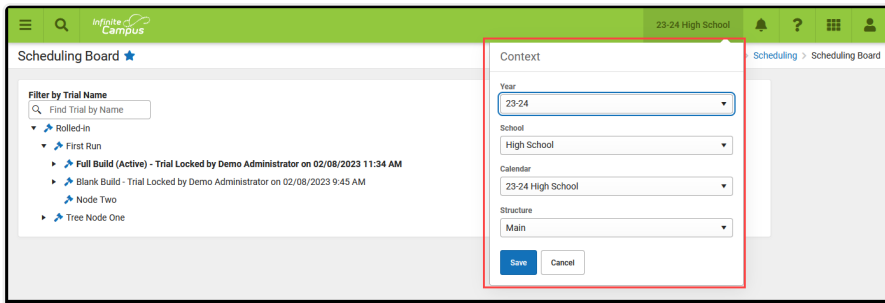 Infinite Campus
23-24 High School
?
Scheduling Board
Scheduling > Scheduling Board
Filter by Trial Name
Find Trial by Name
Rolled-in
First Run
Full Build (Active) - Trial Locked by Demo Administrator on 02/08/2023 11:34 AM
Blank Build - Trial Locked by Demo Administrator on 02/08/2023 9:45 AM
Node Two
Tree Node One
Context
Year
23-24
School
High School
Calendar
23-24 High School
Structure
Main
Save Cancel